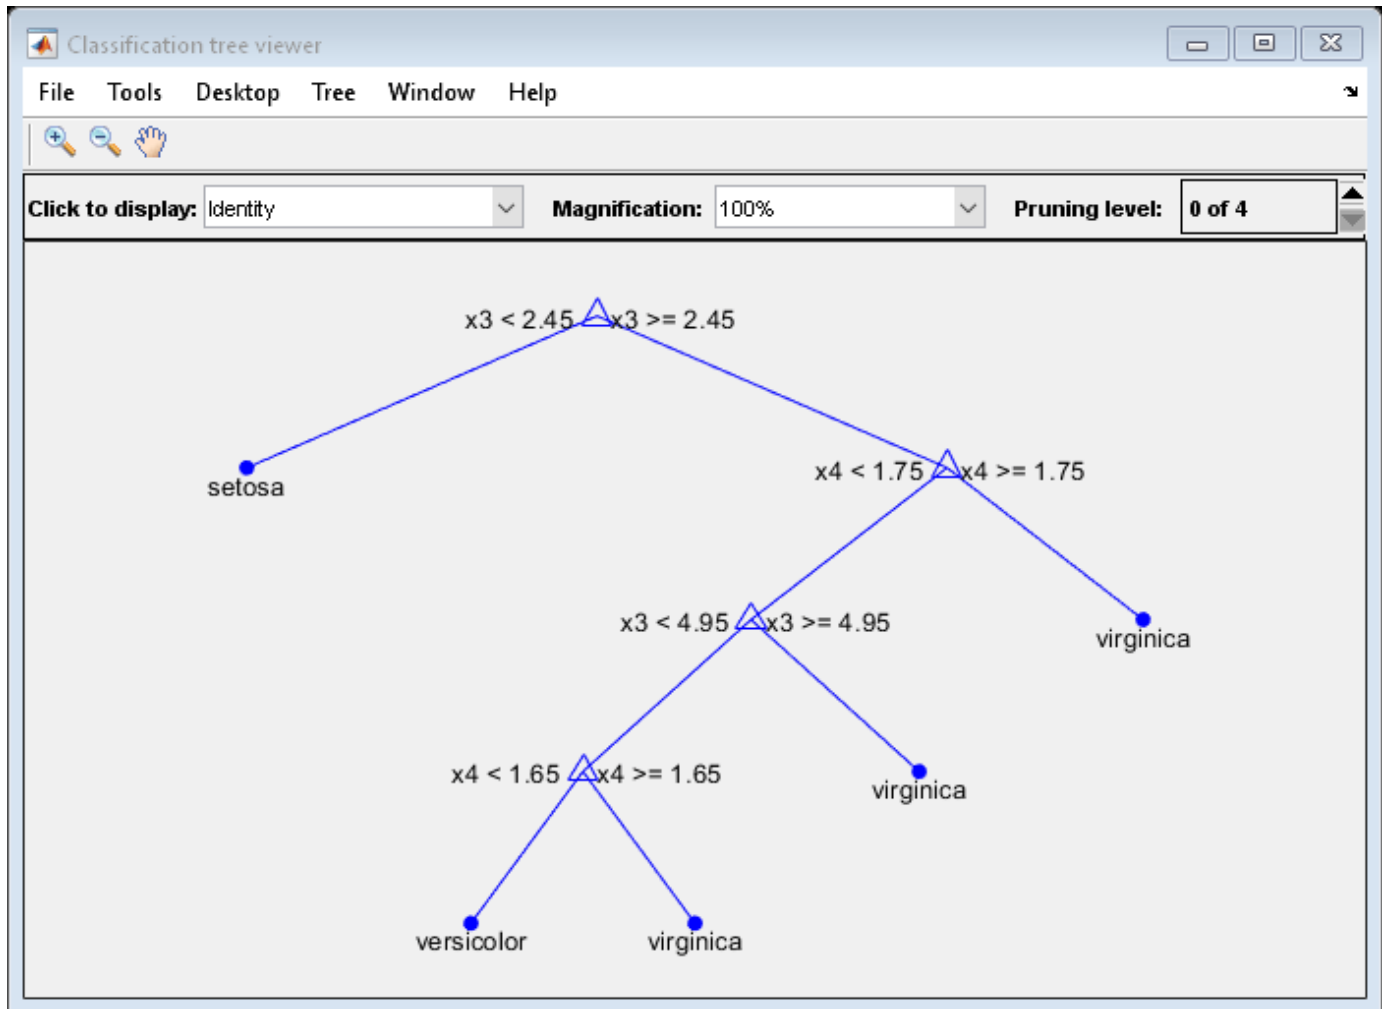 Classification tree viewer
File Tools Desktop Tree Window Help
Click to display: Identity Magnification: 100% Pruning level: 0 of 4
x3 < 2.45 x3 >= 2.45
setosa
x4 < 1.75 x4 >= 1.75
x3 < 4.95 x3 >= 4.95
virginica
x4 < 1.65 x4 >= 1.65
virginica
versicolor virginica